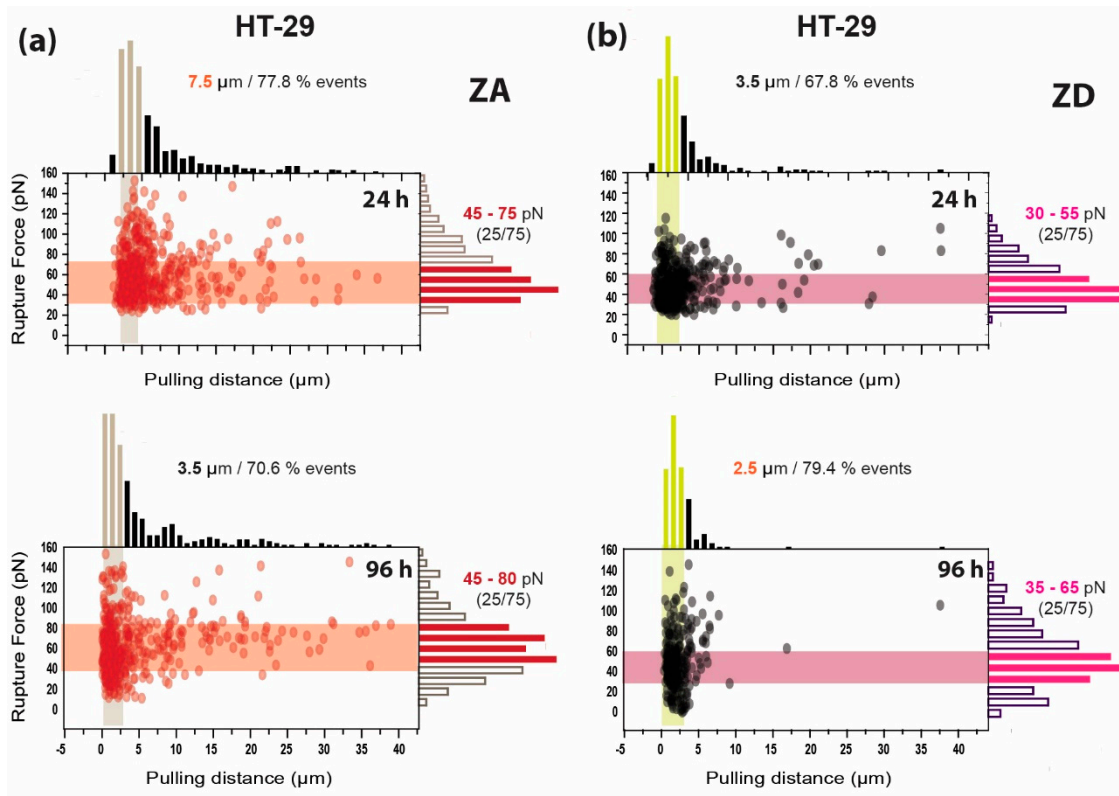 (a)
HT-29
7.5 µm / 77.8 % events
ZA
24 h
45 - 75 pN
(25/75)
Rupture Force (pN)
160
140
120
100
80
60
40
20
0
Pulling distance (µm)
3.5 µm / 70.6 % events
96 h
45 - 80 pN
(25/75)
Rupture Force (pN)
160
140
120
100
80
60
40
20
0
-5 0 5 10 15 20 25 30 35 40
Pulling distance (µm)
(b)
HT-29
3.5 µm / 67.8 % events
ZD
24 h
30 - 55 pN
(25/75)
160
140
120
100
80
60
40
20
0
Pulling distance (µm)
2.5 µm / 79.4 % events
96 h
35 - 65 pN
(25/75)
160
140
120
100
80
60
40
20
0
-5 0 5 10 15 20 25 30 35 40
Pulling distance (µm)